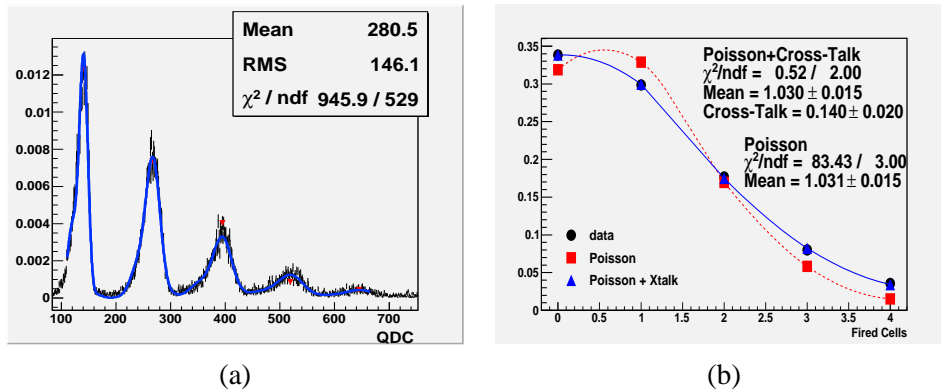 Mean 280.5
RMS 146.1
χ² / ndf 945.9 / 529
0.012
0.01
0.008
0.006
0.004
0.002
0
100 200 300 400 500 600 700
QDC
(a)
0.35
0.3
0.25
0.2
0.15
0.1
0.05
0
Poisson+Cross-Talk
χ²/ndf = 0.52 / 2.00
Mean = 1.030 ± 0.015
Cross-Talk = 0.140 ± 0.020
Poisson
χ²/ndf = 83.43 / 3.00
Mean = 1.031 ± 0.015
data
Poisson
Poisson + Xtalk
0 0.5 1 1.5 2 2.5 3 3.5 4
Fired Cells
(b)